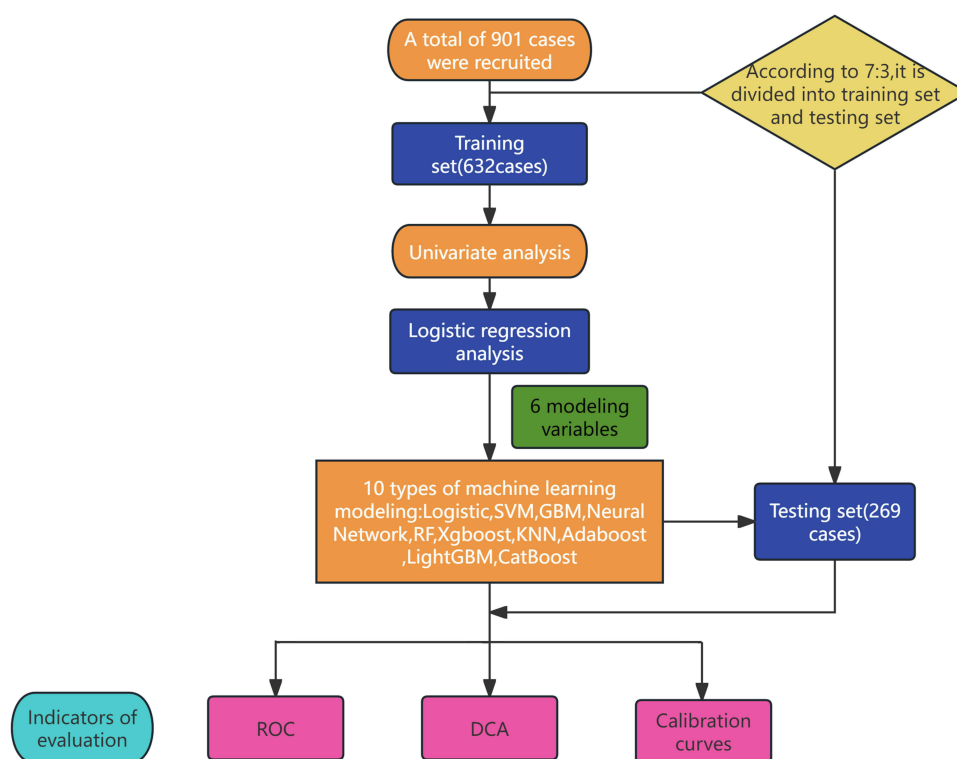 A total of 901 cases
were recruited
According to 7:3,it is
divided into training set
and testing set
Training
set(632cases)
Univariate analysis
Logistic regression
analysis
6 modeling
variables
10 types of machine learning
modeling:Logistic,SVM,GBM,Neural
Network,RF,Xgboost,KNN,Adaboost
,LightGBM,CatBoost
Testing set(269
cases)
Indicators of
evaluation
ROC
DCA
Calibration
curves